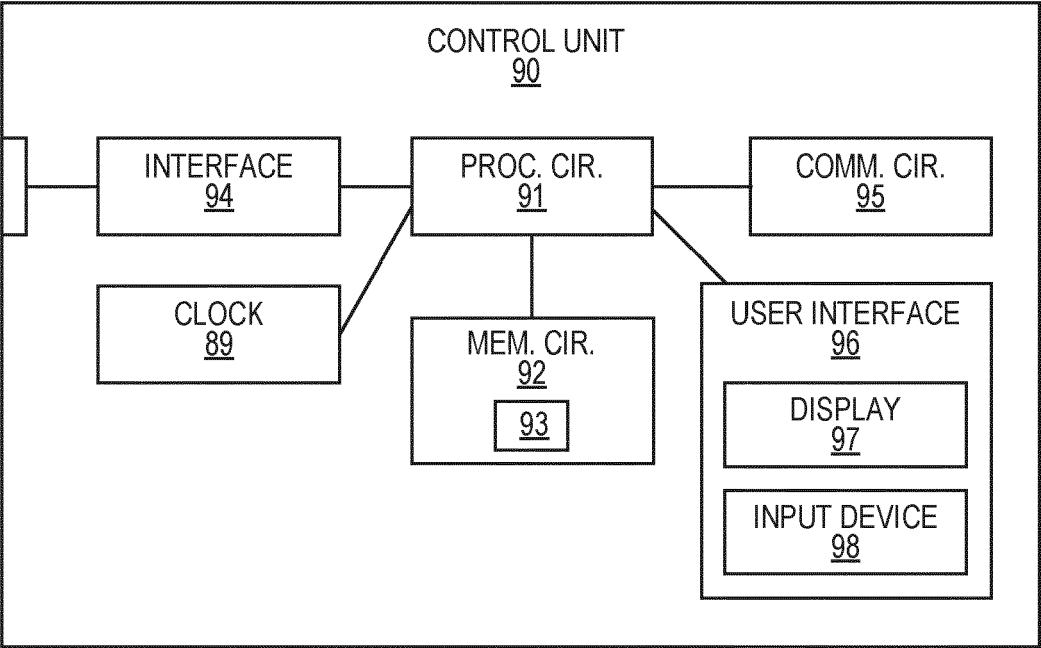 CONTROL UNIT
90
INTERFACE
94
PROC. CIR.
91
COMM. CIR.
95
CLOCK
89
MEM. CIR.
92
93
USER INTERFACE
96
DISPLAY
97
INPUT DEVICE
98